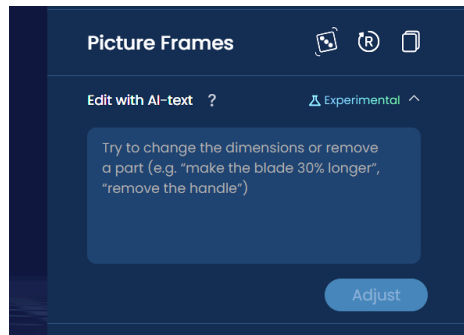 Picture Frames
R
Edit with AI-text ?
Experimental
Try to change the dimensions or remove
a part (e.g. “make the blade 30% longer”,
“remove the handle”)
Adjust